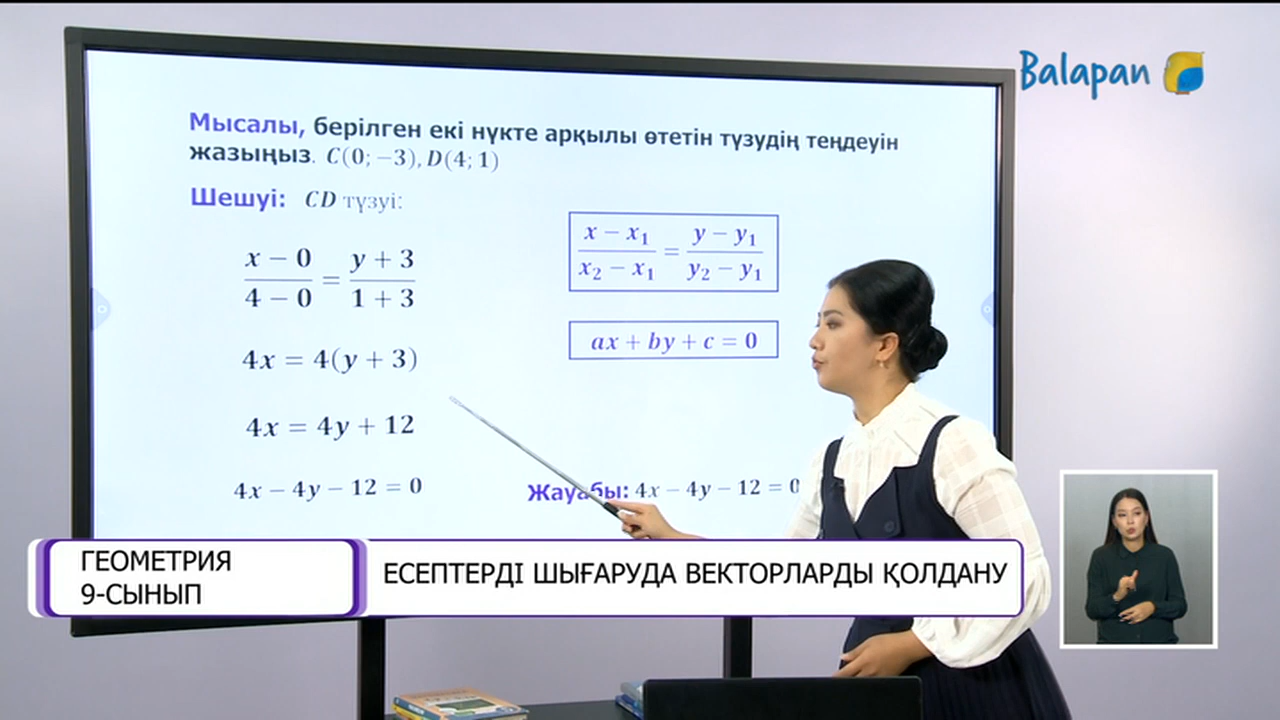 Balapan
Мысалы, берілген екі нүкте арқылы өтетін түзудің теңдеуін
жазыңыз. C(0; −3), D(4; 1)
Шешуі: CD түзуі:
(x − 0)/(4 − 0) = (y + 3)/(1 + 3)
4x = 4(y + 3)
4x = 4y + 12
4x − 4y − 12 = 0
(x − x₁)/(x₂ − x₁) = (y − y₁)/(y₂ − y₁)
ax + by + c = 0
Жауабы: 4x − 4y − 12 = 0
ГЕОМЕТРИЯ
9-СЫНЫП
ЕСЕПТЕРДІ ШЫҒАРУДА ВЕКТОРЛАРДЫ ҚОЛДАНУ